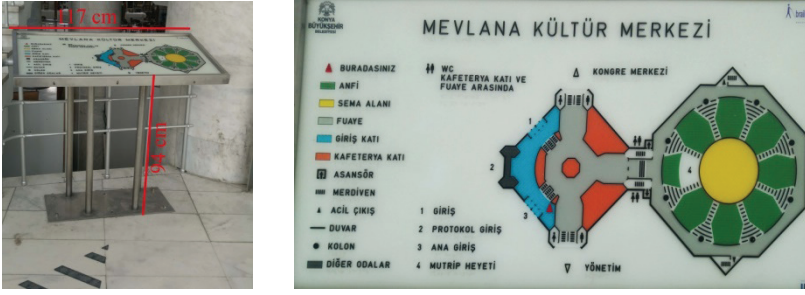 117 cm
94 cm
MEVLANA KÜLTÜR MERKEZİ
KONYA
BÜYÜKŞEHİR
BELEDİYESİ
MEVLANA KÜLTÜR MERKEZİ
BURADASINIZ
ANFİ
SEMA ALANI
FUAYE
GİRİŞ KATI
KAFETERYA KATI
ASANSÖR
MERDİVEN
ACİL ÇIKIŞ
DUVAR
KOLON
DİĞER ODALAR
WC
KAFETERYA KATI VE
FUAYE ARASINDA
1 GİRİŞ
2 PROTOKOL GİRİŞ
3 ANA GİRİŞ
4 MUTRİP HEYETİ
KONGRE MERKEZİ
1
2
3
4
YÖNETİM